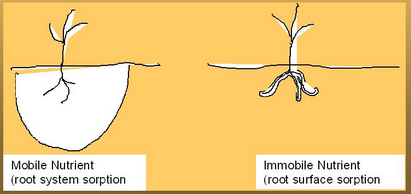 Mobile Nutrient
(root system sorption
Immobile Nutrient
(root surface sorption